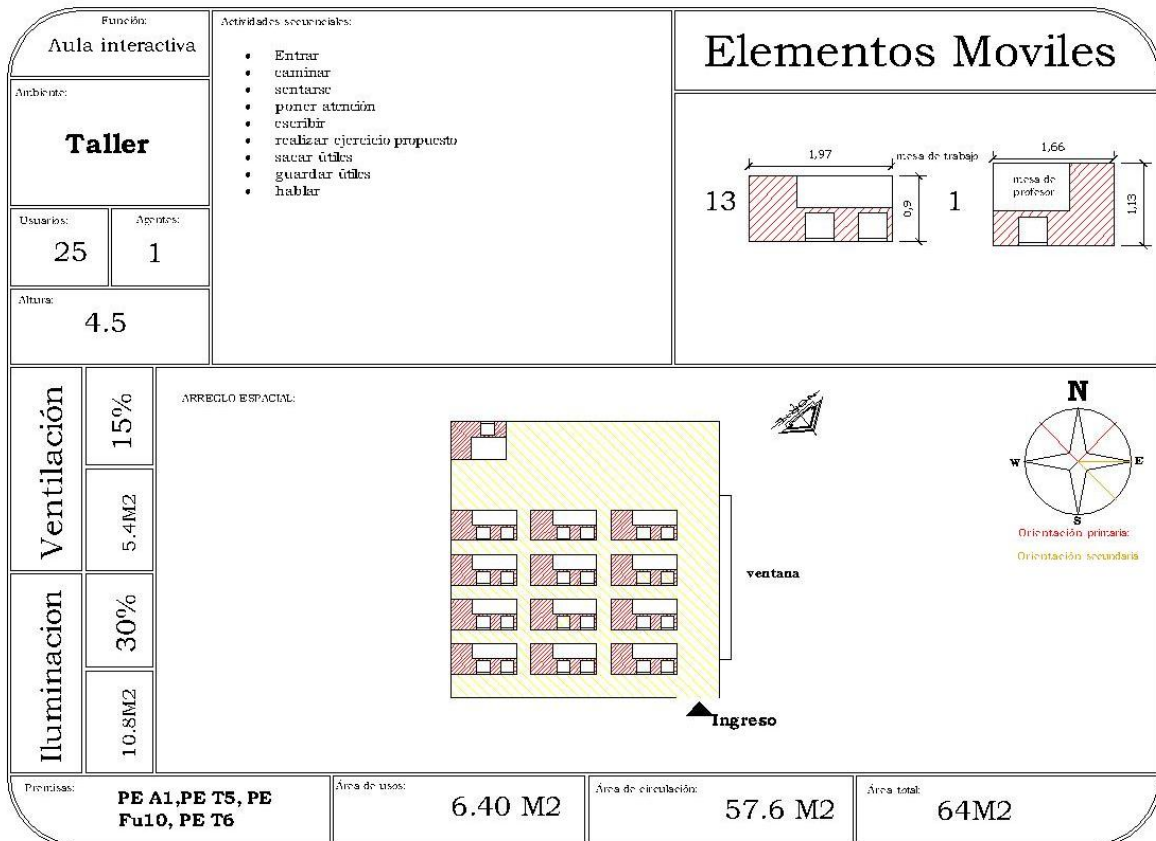 Función:
Aula interactiva
Ambiente:
Taller
Usuarios:
25
Agentes:
1
Altura:
4.5
Actividades secuenciales:
• Entrar
• caminar
• sentarse
• poner atención
• escribir
• realizar ejercicio propuesto
• sacar útiles
• guardar útiles
• hablar
Elementos Moviles
13
1,97
0,9
mesa de trabajo
1
1,66
mesa de
profesor
1,13
Ventilación
15%
5.4M2
Iluminacion
30%
10.8M2
ARREGLO ESPACIAL:
ventana
Ingreso
N
W
E
S
Orientación primaria:
Orientación secundaria
Premisas:
PE A1,PE T5, PE
Fu10, PE T6
Área de usos:
6.40 M2
Área de circulación:
57.6 M2
Área total:
64M2